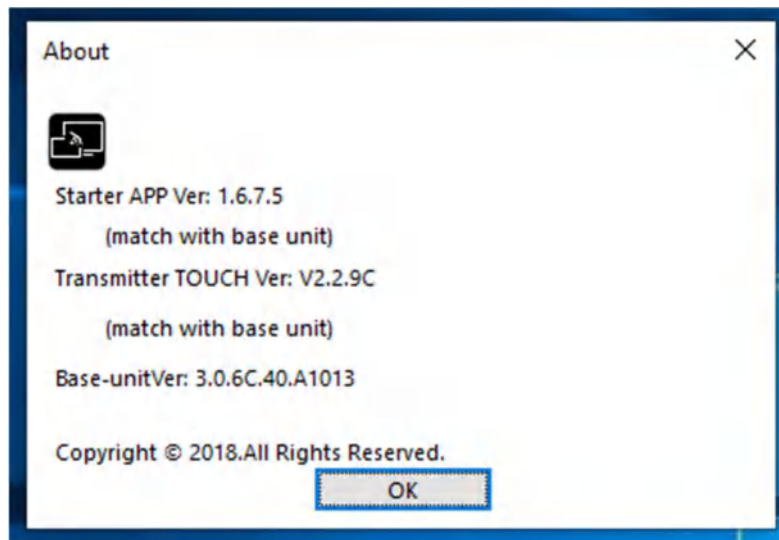 About
Starter APP Ver: 1.6.7.5
(match with base unit)
Transmitter TOUCH Ver: V2.2.9C
(match with base unit)
Base-unitVer: 3.0.6C.40.A1013
Copyright © 2018.All Rights Reserved.
OK